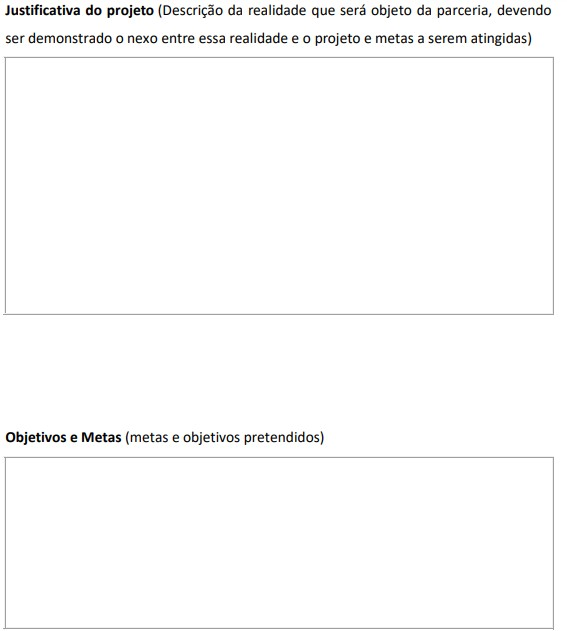 Justificativa do projeto (Descrição da realidade que será objeto da parceria, devendo
ser demonstrado o nexo entre essa realidade e o projeto e metas a serem atingidas)
Objetivos e Metas (metas e objetivos pretendidos)